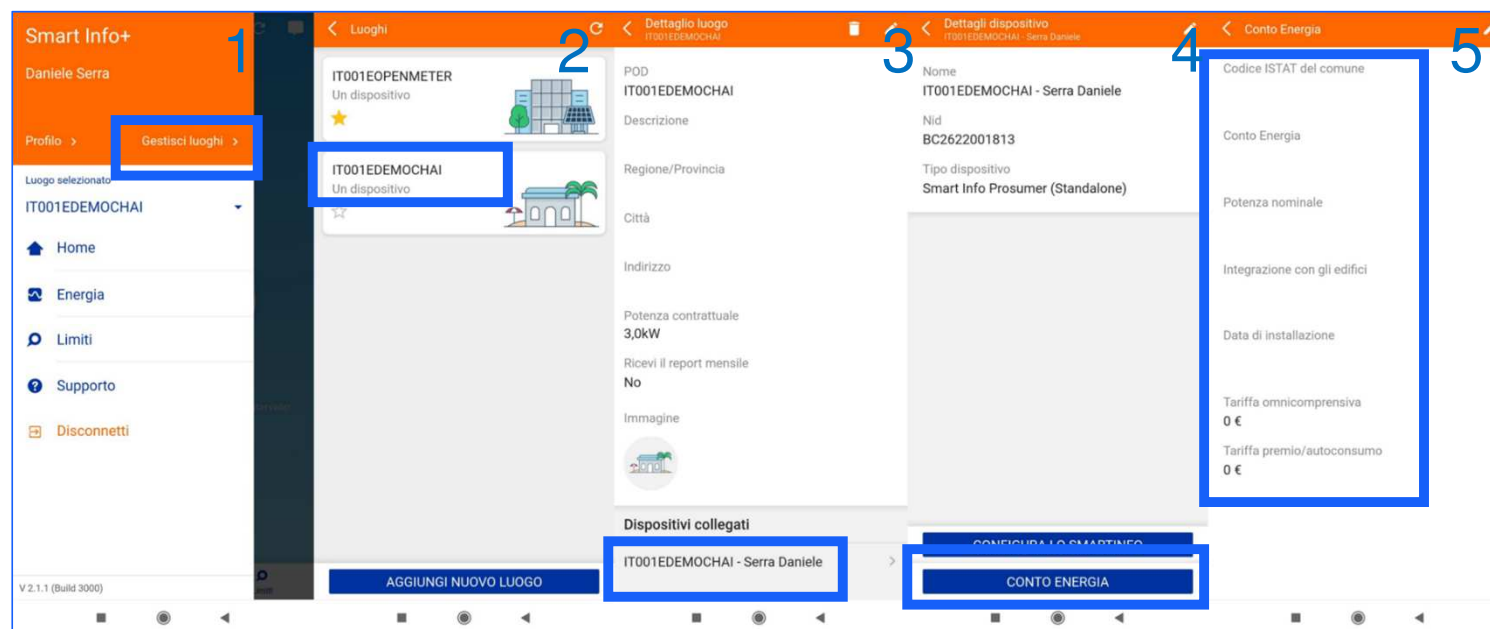 Smart Info+
1
Daniele Serra
Profilo >
Gestisci luoghi >
Luogo selezionato
IT001EDEMOCHAI
Home
Energia
Limiti
Supporto
Disconnetti
V 2.1.1 (Build 3000)
Luoghi
2
IT001EOPENMETER
Un dispositivo
IT001EDEMOCHAI
Un dispositivo
AGGIUNGI NUOVO LUOGO
Dettaglio luogo
IT001EDEMOCHAI
3
POD
IT001EDEMOCHAI
Descrizione
Regione/Provincia
Città
Indirizzo
Potenza contrattuale
3,0kW
Ricevi il report mensile
No
Immagine
Dispositivi collegati
IT001EDEMOCHAI - Serra Daniele
Dettagli dispositivo
IT001EDEMOCHAI - Serra Daniele
4
Nome
IT001EDEMOCHAI - Serra Daniele
Nid
BC2622001813
Tipo dispositivo
Smart Info Prosumer (Standalone)
CONFIGURA LO SMARTINFO
CONTO ENERGIA
Conto Energia
5
Codice ISTAT del comune
Conto Energia
Potenza nominale
Integrazione con gli edifici
Data di installazione
Tariffa omnicomprensiva
0 €
Tariffa premio/autoconsumo
0 €